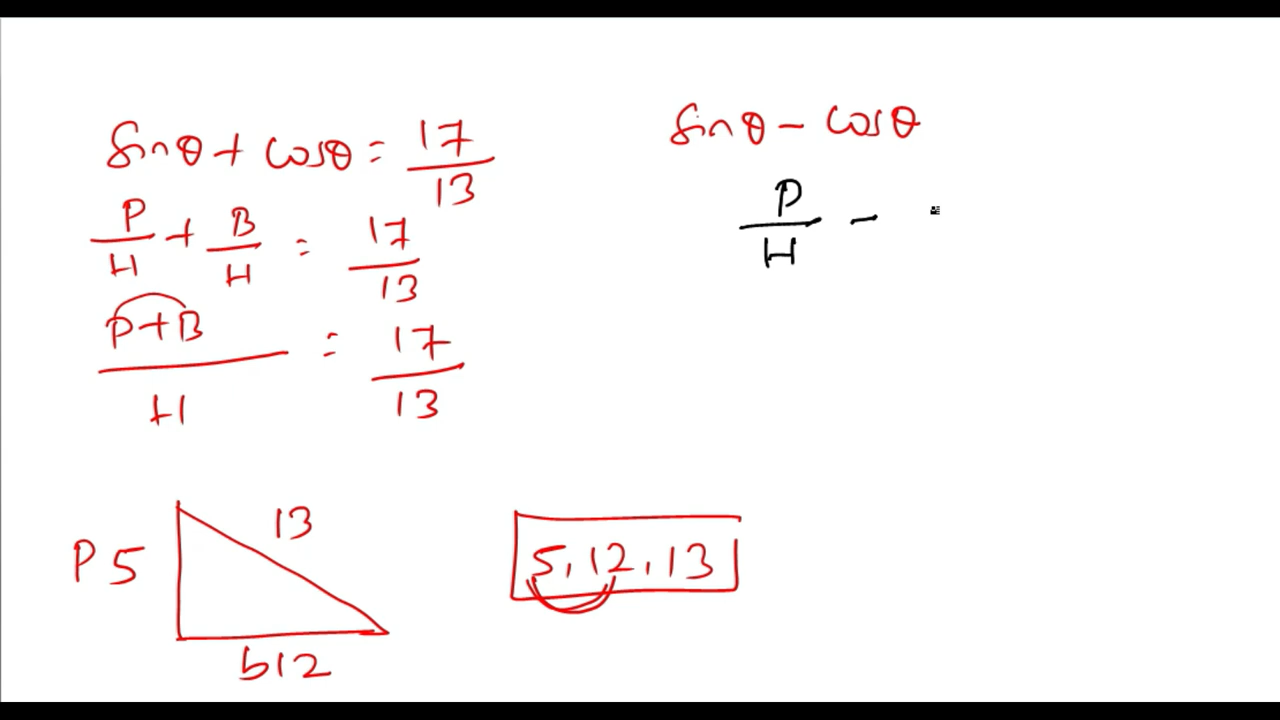 sinθ + cosθ = 17/13
P/H + B/H = 17/13
P+B/H = 17/13
sinθ - cosθ
P/H -
13
P 5
b12
5, 12, 13